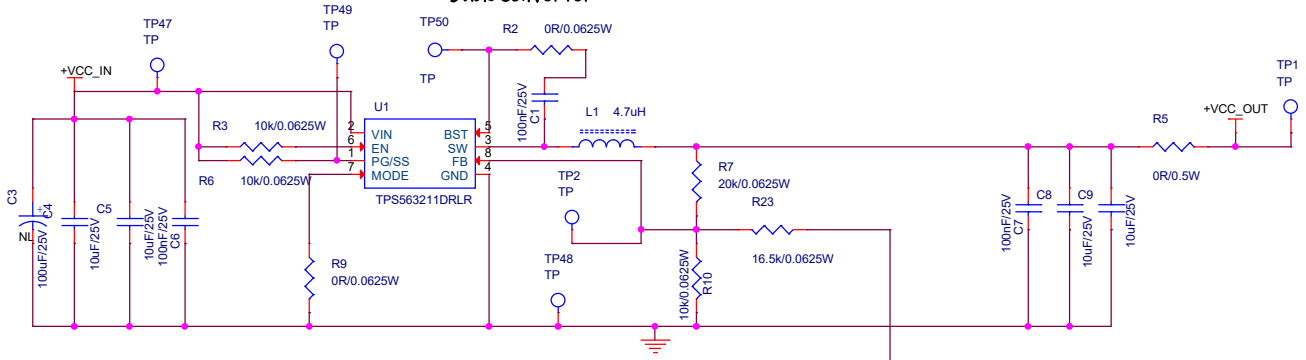 TP49
TP
TP47
TP
TP50
TP
R2
0R/0.0625W
TP1
TP
+VCC_IN
100nF/25V
C1
L1
4.7uH
+VCC_OUT
R5
0R/0.5W
U1
R3
10k/0.0625W
R6
10k/0.0625W
2
6
1
7
VIN
EN
PG/SS
MODE
BST
SW
FB
GND
5
3
8
4
TPS563211DRLR
R7
20k/0.0625W
TP2
TP
R23
16.5k/0.0625W
C3
+
NL
100uF/25V
C4
10uF/25V
C5
10uF/25V
100nF/25V
C6
R9
0R/0.0625W
TP48
TP
10k/0.0625W
R10
100nF/25V
C7
C8
10uF/25V
C9
10uF/25V